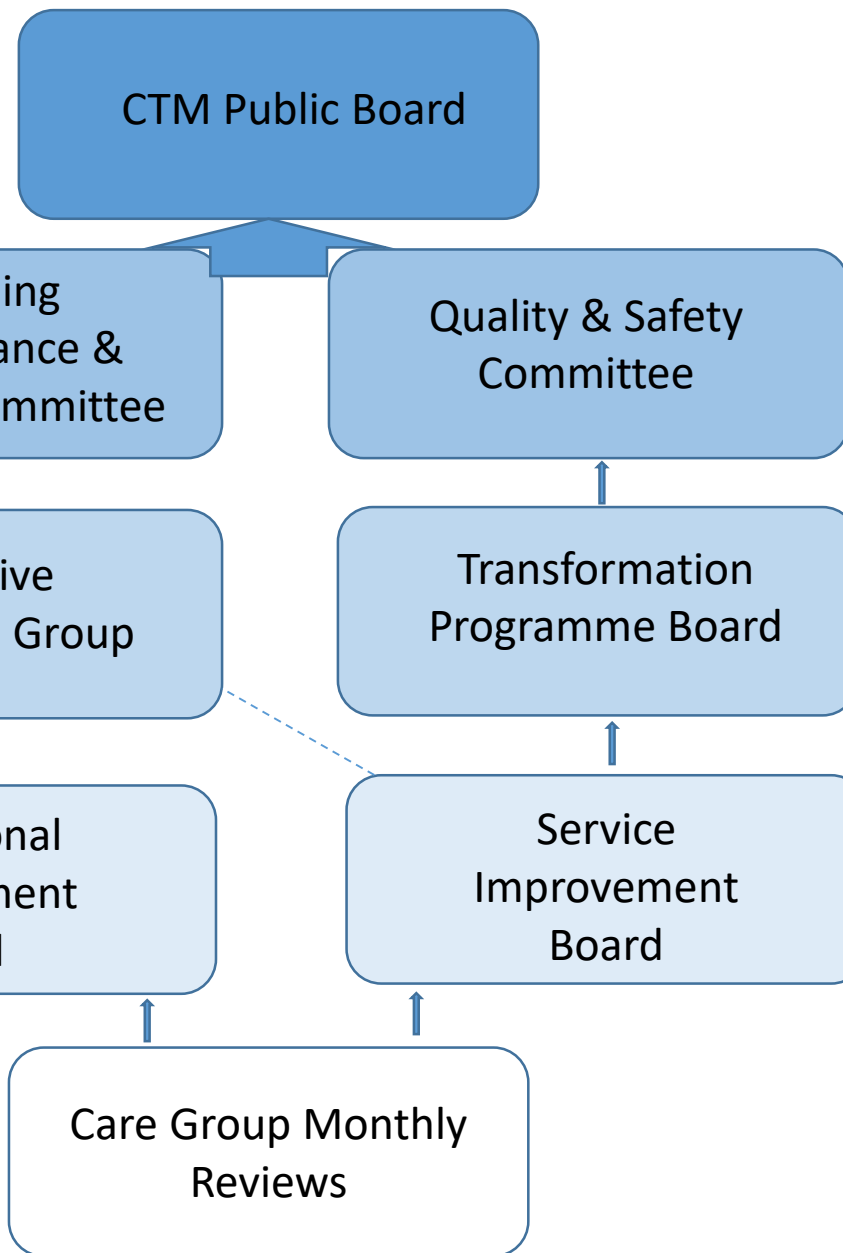 CTM Public Board
ing
ance &
mmittee
Quality & Safety
Committee
ive
Group
Transformation
Programme Board
onal
ment
Service
Improvement
Board
Care Group Monthly
Reviews